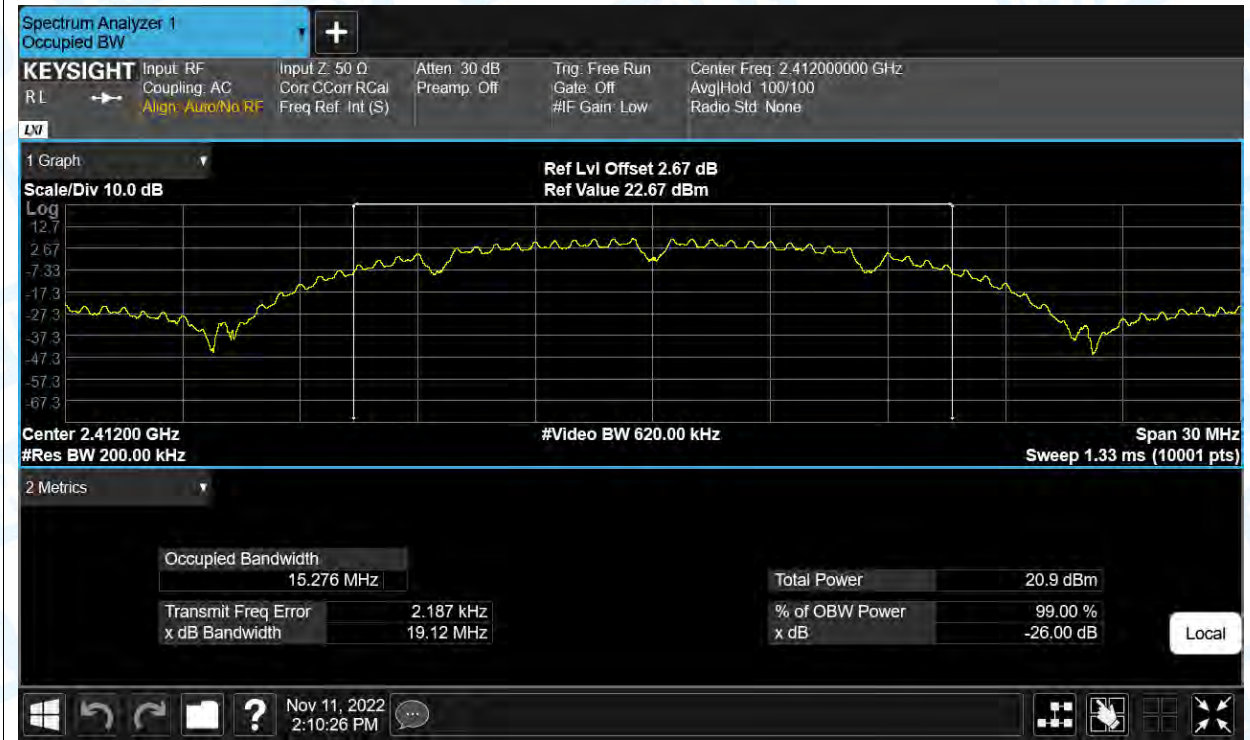 Spectrum Analyzer 1
Occupied BW
+
KEYSIGHT Input: RF Input Z: 50 Ω Atten: 30 dB Trig: Free Run Center Freq: 2.412000000 GHz
R L Coupling: AC Corr CCorr RCal Preamp: Off Gate: Off Avg|Hold: 100/100
Align: Auto/No RF Freq Ref: Int (S) #IF Gain: Low Radio Std: None
LXI
1 Graph
Ref Lvl Offset 2.67 dB
Scale/Div 10.0 dB Ref Value 22.67 dBm
Log
12.7
2.67
-7.33
-17.3
-27.3
-37.3
-47.3
-57.3
-67.3
Center 2.41200 GHz #Video BW 620.00 kHz Span 30 MHz
#Res BW 200.00 kHz Sweep 1.33 ms (10001 pts)
2 Metrics
Occupied Bandwidth
15.276 MHz Total Power 20.9 dBm
Transmit Freq Error 2.187 kHz % of OBW Power 99.00 %
x dB Bandwidth 19.12 MHz x dB -26.00 dB
Local
? Nov 11, 2022
2:10:26 PM